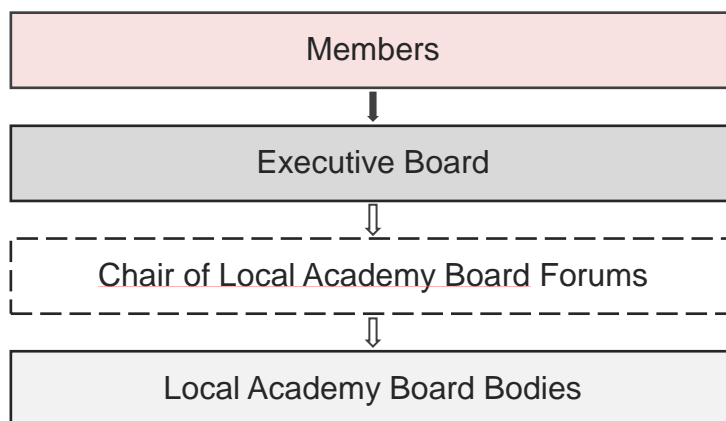 Members
Executive Board
Chair of Local Academy Board Forums
Local Academy Board Bodies